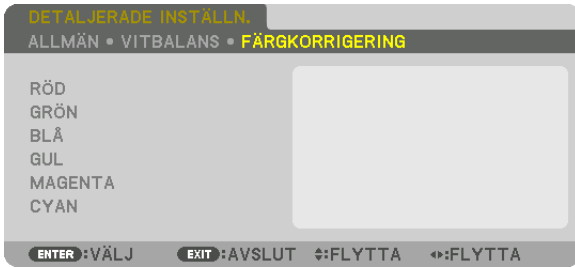 DETALJERADE INSTÄLLN.
ALLMÄN • VITBALANS • FÄRGKORRIGERING
RÖD
GRÖN
BLÅ
GUL
MAGENTA
CYAN
ENTER:VÄLJ EXIT:AVSLUT :FLYTTA :FLYTTA